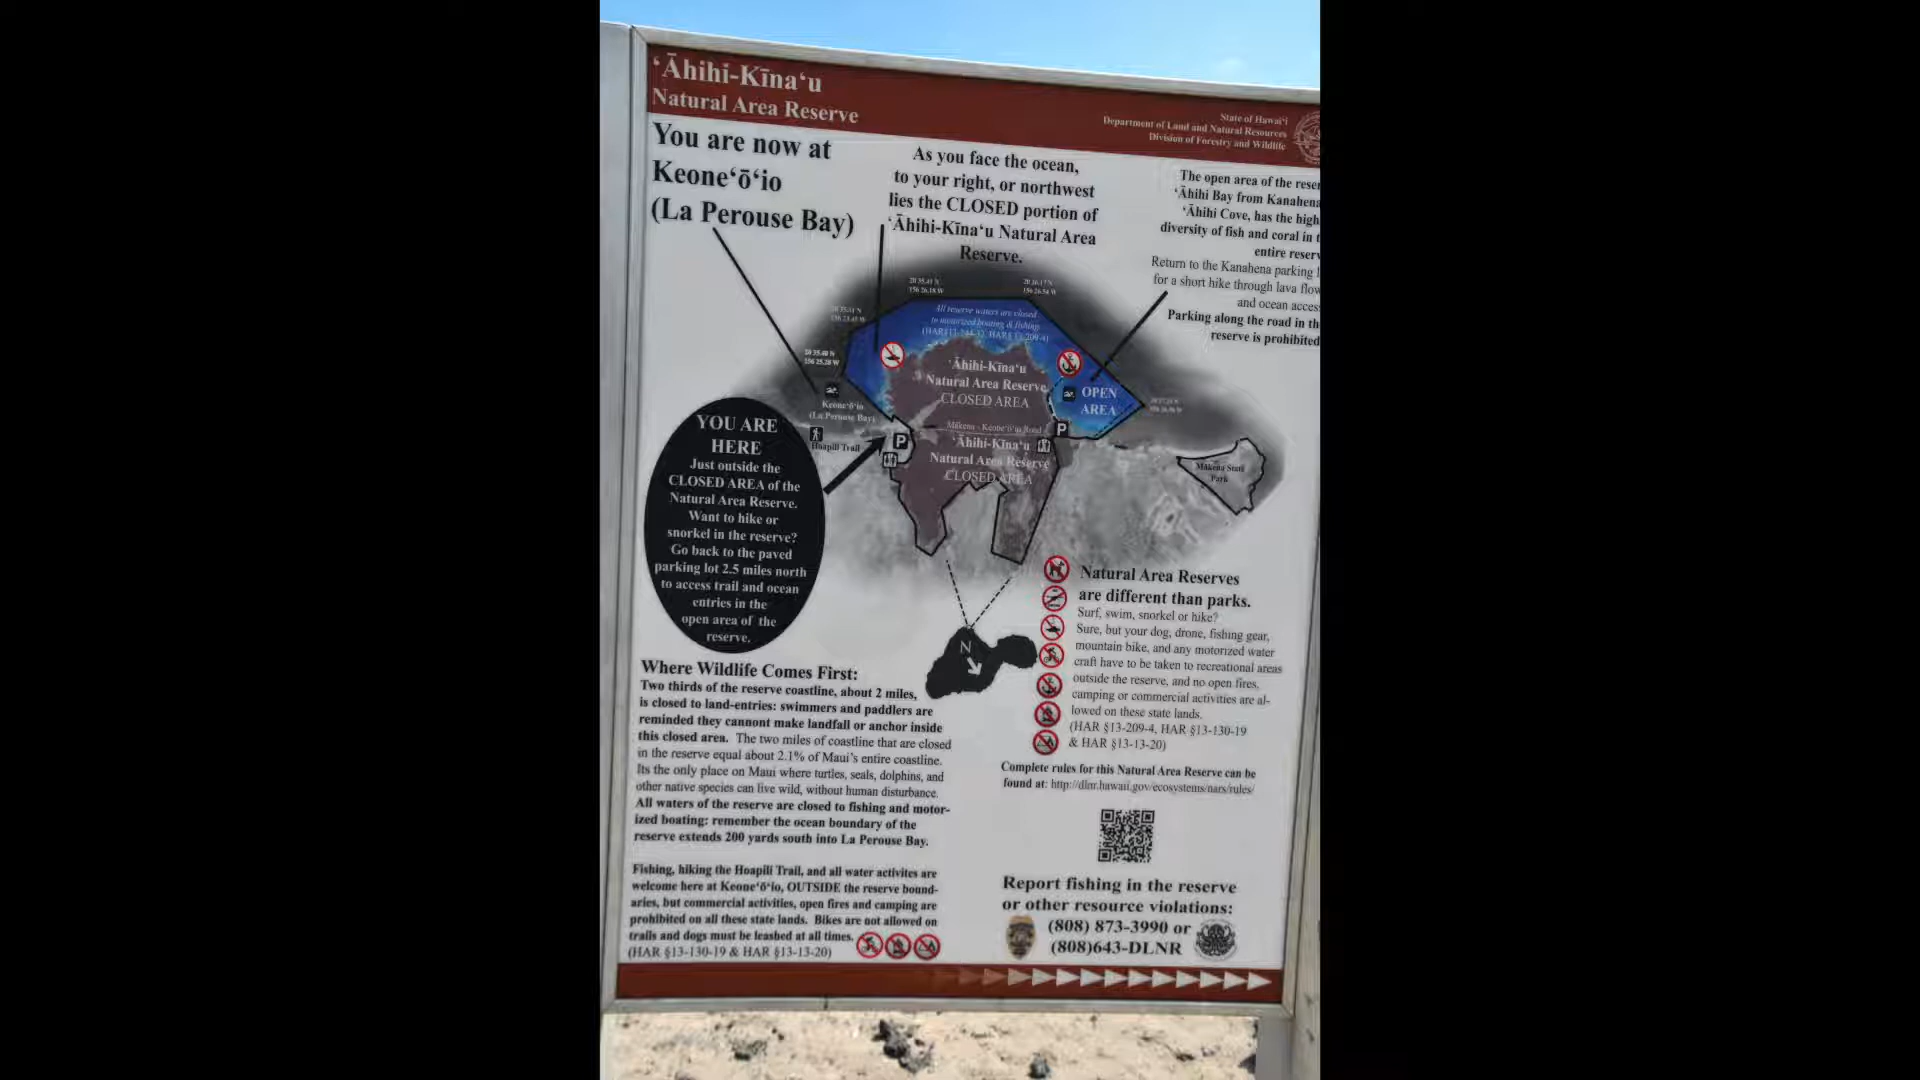 ʻĀhihi-Kīnaʻu
Natural Area Reserve
State of Hawaiʻi
Department of Land and Natural Resources
Division of Forestry and Wildlife
You are now at
Keoneʻōʻio
(La Perouse Bay)
As you face the ocean,
to your right, or northwest
lies the CLOSED portion of
ʻĀhihi-Kīnaʻu Natural Area
Reserve.
The open area of the
ʻĀhihi Bay from Kanahena
ʻĀhihi Cove, has the
diversity of fish and coral in
entire
Return to the Kanahena parking
for a short hike through lava
and ocean
Parking along the road in
reserve is prohibited
All reserve waters are closed
to motorized boating & fishing
ʻĀhihi-Kīnaʻu
Natural Area Reserve
CLOSED AREA
OPEN
AREA
Keoneʻōʻio
(La Perouse Bay)
Hoapili Trail
P
P
Mākena - Keoneʻōʻio Road
ʻĀhihi-Kīnaʻu
Natural Area Reserve
CLOSED AREA
Mākena State
Park
YOU ARE
HERE
Just outside the
CLOSED AREA of the
Natural Area Reserve.
Want to hike or
snorkel in the reserve?
Go back to the paved
parking lot 2.5 miles north
to access trail and ocean
entries in the
open area of the
reserve.
N
Natural Area Reserves
are different than parks.
Surf, swim, snorkel or hike?
Sure, but your dog, drone, fishing gear,
mountain bike, and any motorized water
craft have to be taken to recreational areas
outside the reserve, and no open fires,
camping or commercial activities are al-
lowed on these state lands.
(HAR §13-209-4, HAR §13-130-19
& HAR §13-13-20)
Where Wildlife Comes First:
Two thirds of the reserve coastline, about 2 miles,
is closed to land-entries: swimmers and paddlers are
reminded they cannont make landfall or anchor inside
this closed area. The two miles of coastline that are closed
in the reserve equal about 2.1% of Maui's entire coastline.
Its the only place on Maui where turtles, seals, dolphins, and
other native species can live wild, without human disturbance.
All waters of the reserve are closed to fishing and motor-
ized boating: remember the ocean boundary of the
reserve extends 200 yards south into La Perouse Bay.
Complete rules for this Natural Area Reserve can be
found at: http://dlnr.hawaii.gov/ecosystems/nars/rules/
Fishing, hiking the Hoapili Trail, and all water activites are
welcome here at Keoneʻōʻio, OUTSIDE the reserve bound-
aries, but commercial activities, open fires and camping are
prohibited on all these state lands. Bikes are not allowed on
trails and dogs must be leashed at all times.
(HAR §13-130-19 & HAR §13-13-20)
Report fishing in the reserve
or other resource violations:
(808) 873-3990 or
(808)643-DLNR